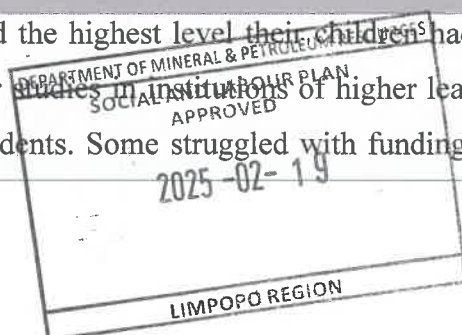 d the highest level their children had
DEPARTMENT OF MINERAL & PETROLEUM RESOURCES
r studies in institutions of higher lea
SOCIAL AND LABOUR PLAN
APPROVED
dents. Some struggled with funding
2025-02-19
LIMPOPO REGION